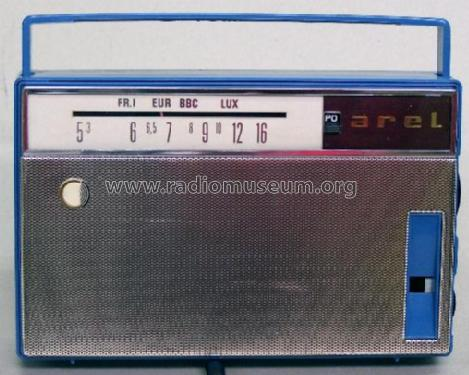 FR.I EUR BBC LUX
5³ 6 6,5 7 8 9 10 12 16
PO
arel
www.radiomuseum.org